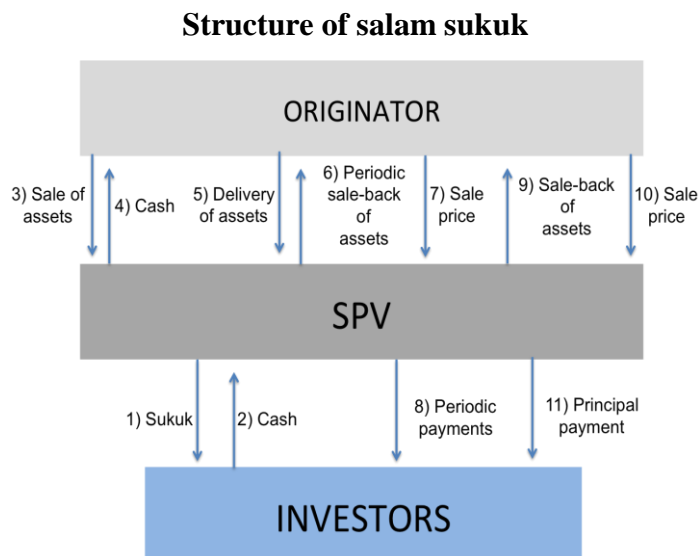 Structure of salam sukuk
ORIGINATOR
3) Sale of
assets
4) Cash
5) Delivery
of assets
6) Periodic
sale-back
of
assets
7) Sale
price
9) Sale-back
of
assets
10) Sale
price
SPV
1) Sukuk
2) Cash
8) Periodic
payments
11) Principal
payment
INVESTORS